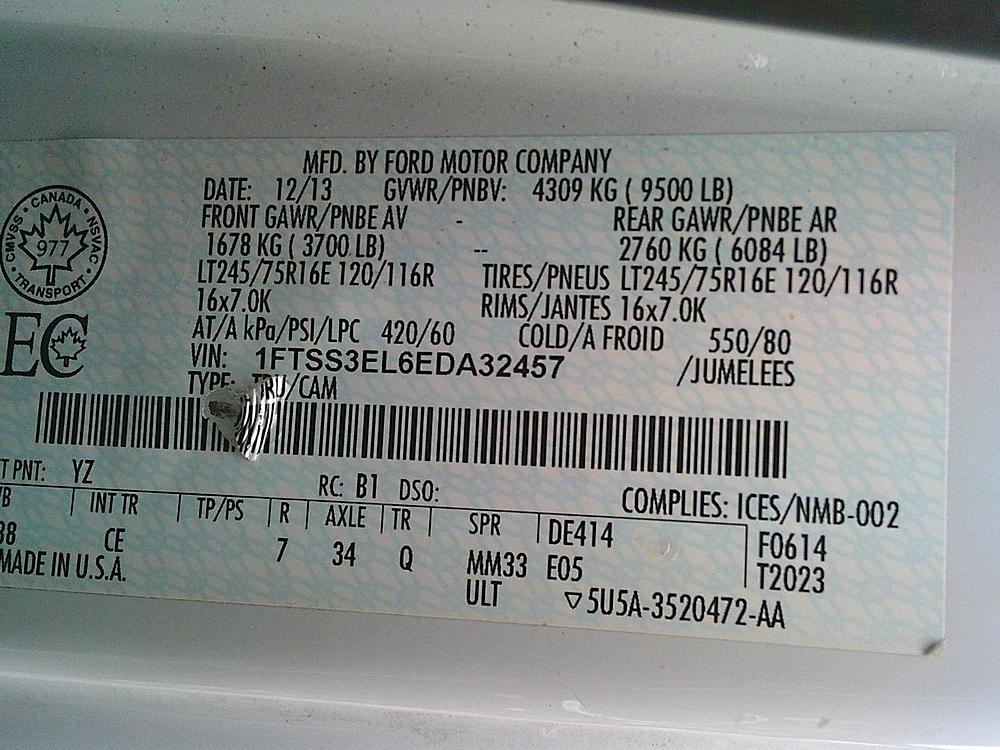 MFD. BY FORD MOTOR COMPANY
DATE: 12/13 GVWR/PNBV: 4309 KG ( 9500 LB)
FRONT GAWR/PNBE AV - REAR GAWR/PNBE AR
1678 KG ( 3700 LB) -- 2760 KG ( 6084 LB)
LT245/75R16E 120/116R TIRES/PNEUS LT245/75R16E 120/116R
16x7.0K RIMS/JANTES 16x7.0K
AT/A kPa/PSI/LPC 420/60 COLD/A FROID 550/80
VIN: 1FTSS3EL6EDA32457 /JUMELEES
TYPE: TRU/CAM
CANADA
CMVSS NSVAC
977
TRANSPORT
EC
T PNT: YZ RC: B1 DSO: COMPLIES: ICES/NMB-002
/B INT TR TP/PS R AXLE TR SPR DE414 F0614
38 CE 7 34 Q MM33 E05 T2023
MADE IN U.S.A. ULT ▽5U5A-3520472-AA